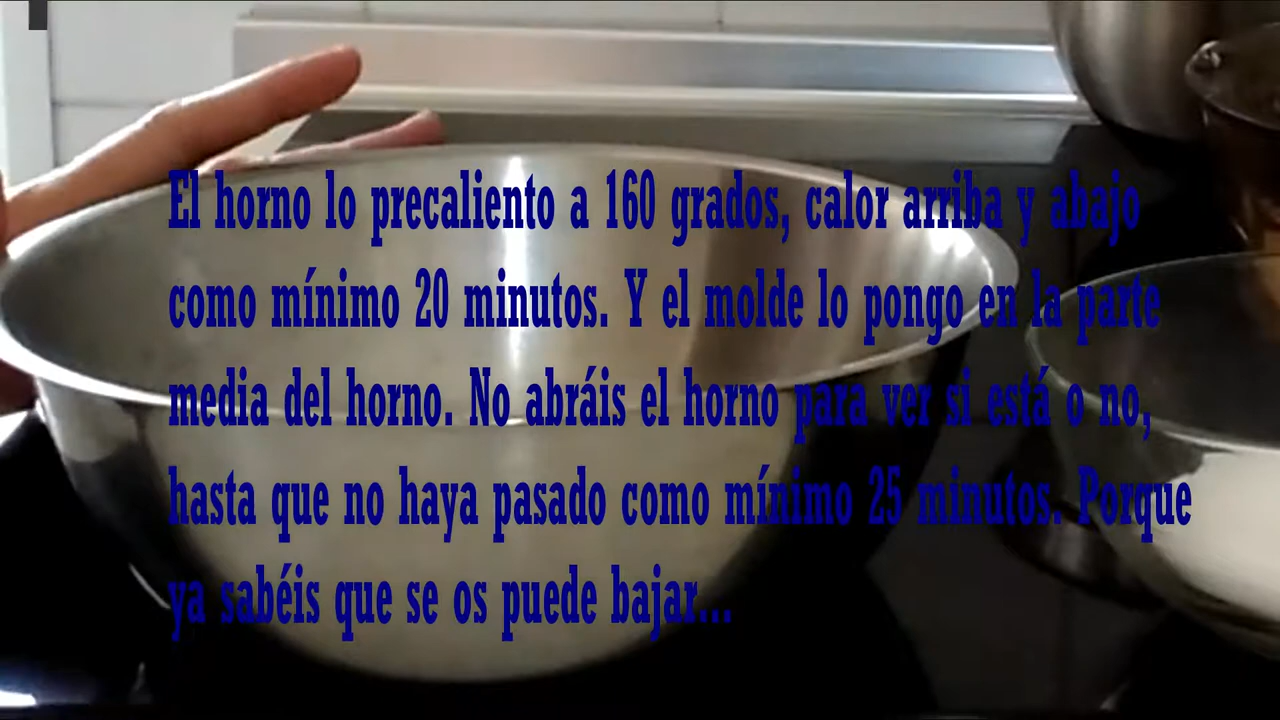 El horno lo precaliento a 160 grados, calor arriba y abajo
como mínimo 20 minutos. Y el molde lo pongo en la parte
media del horno. No abráis el horno para ver si está o no,
hasta que no haya pasado como mínimo 25 minutos. Porque
ya sabéis que se os puede bajar...